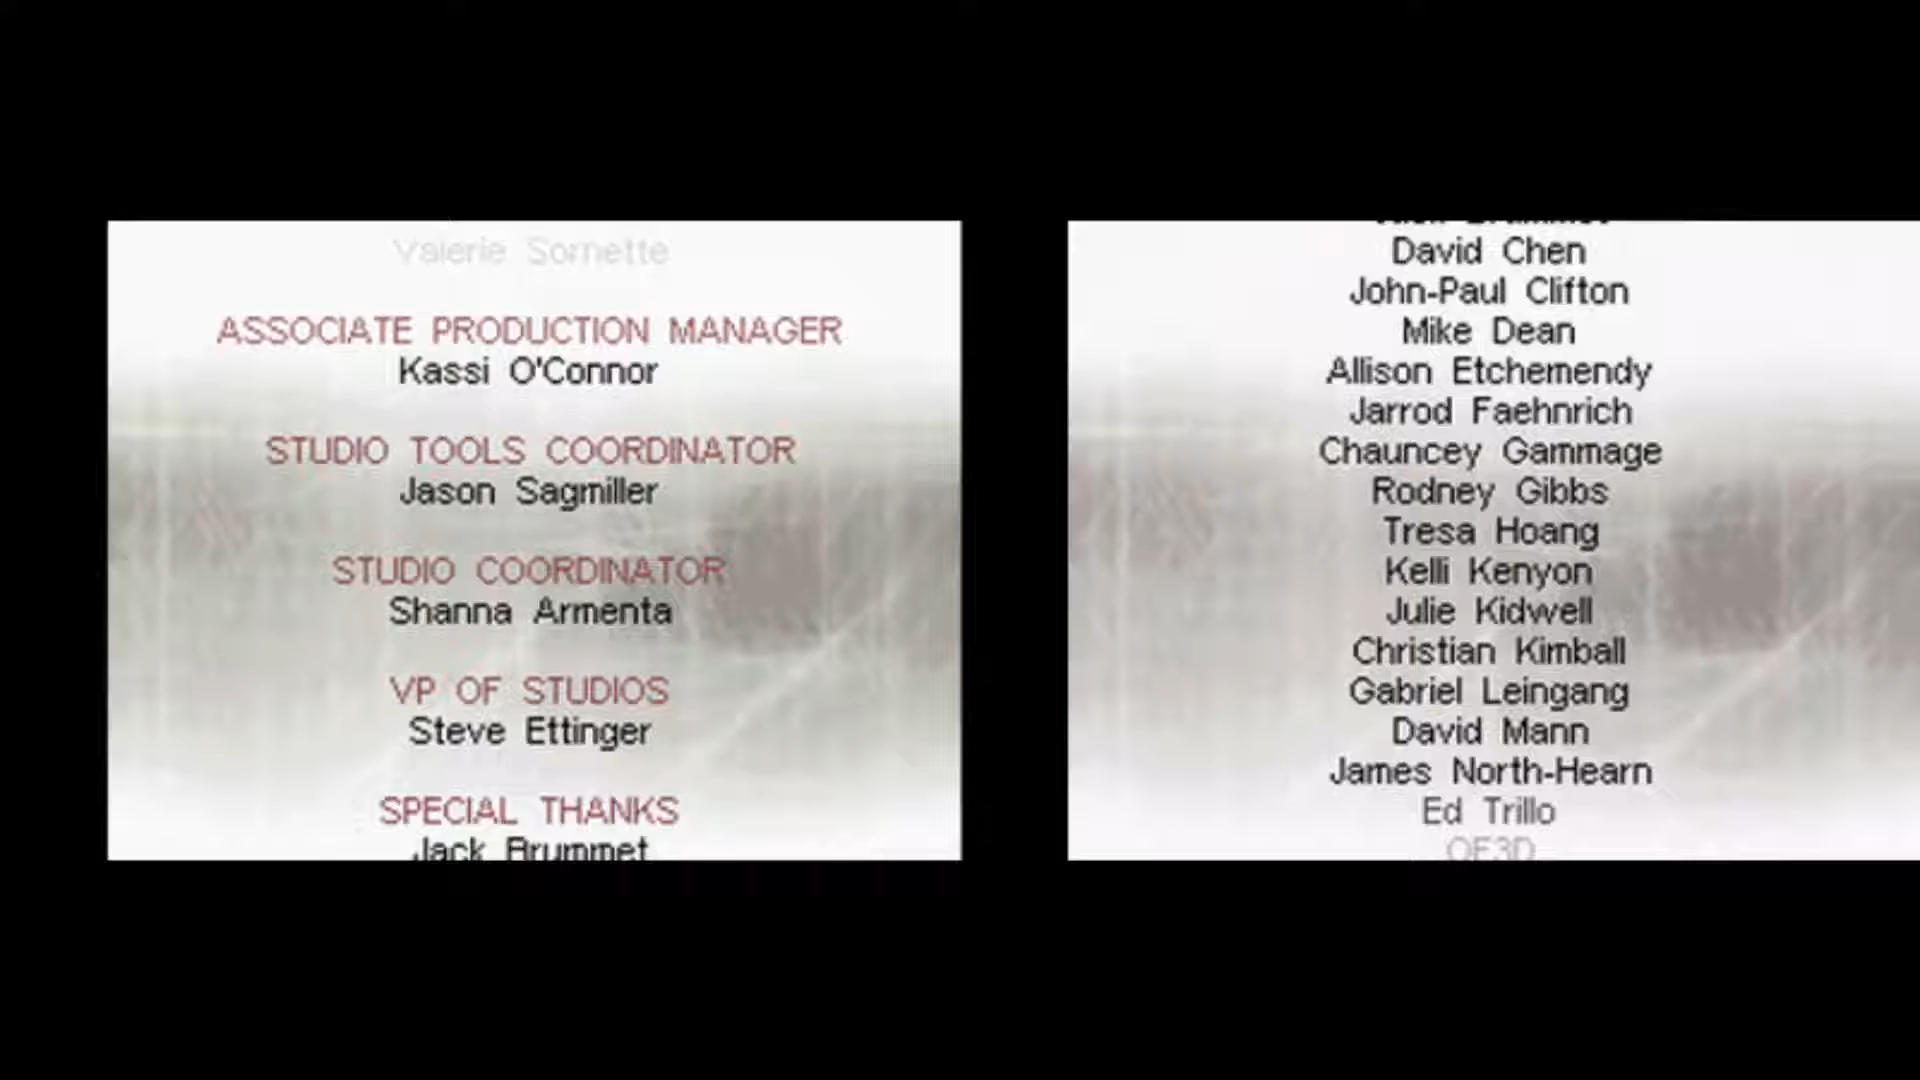 Valerie Sornette
ASSOCIATE PRODUCTION MANAGER
Kassi O'Connor
STUDIO TOOLS COORDINATOR
Jason Sagmiller
STUDIO COORDINATOR
Shanna Armenta
VP OF STUDIOS
Steve Ettinger
SPECIAL THANKS
Jack Brummet
Jack Brummet
David Chen
John-Paul Clifton
Mike Dean
Allison Etchemendy
Jarrod Faehnrich
Chauncey Gammage
Rodney Gibbs
Tresa Hoang
Kelli Kenyon
Julie Kidwell
Christian Kimball
Gabriel Leingang
David Mann
James North-Hearn
Ed Trillo
OE3D